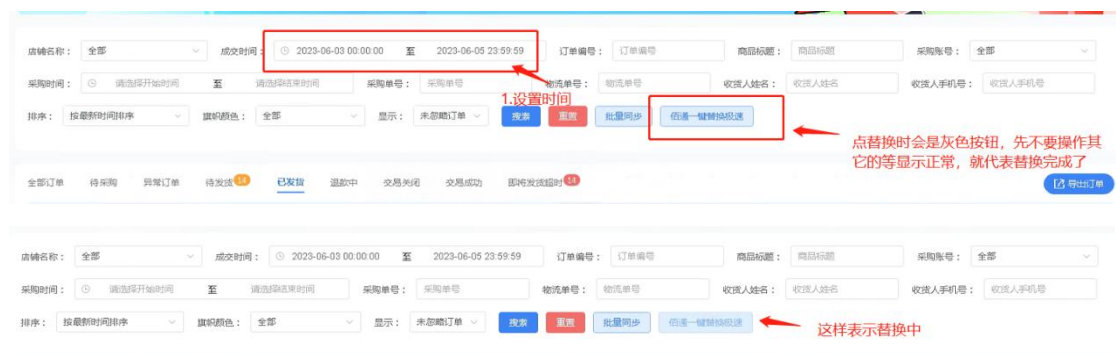 店铺名称： 全部 成交时间： 2023-06-03 00:00:00 至 2023-06-05 23:59:59 订单编号： 订单编号 商品标题： 商品标题 采购账号： 全部
采购时间： 请选择开始时间 至 请选择结束时间 采购单号： 采购单号 物流单号： 物流单号 收货人姓名： 收货人姓名 收货人手机号： 收货人手机号
1.设置时间
排序： 按最新时间排序 旗帜颜色： 全部 显示： 未忽略订单 搜索 重置 批量同步 佰通一键替换极速
点替换时会是灰色按钮，先不要操作其
它的等显示正常，就代表替换完成了
全部订单 待采购 异常订单 待发货 14 已发货 退款中 交易关闭 交易成功 即将发货超时 14 导出订单
店铺名称： 全部 成交时间： 2023-06-03 00:00:00 至 2023-06-05 23:59:59 订单编号： 订单编号 商品标题： 商品标题 采购账号： 全部
采购时间： 请选择开始时间 至 请选择结束时间 采购单号： 采购单号 物流单号： 物流单号 收货人姓名： 收货人姓名 收货人手机号： 收货人手机号
排序： 按最新时间排序 旗帜颜色： 全部 显示： 未忽略订单 搜索 重置 批量同步 佰通一键替换极速 这样表示替换中